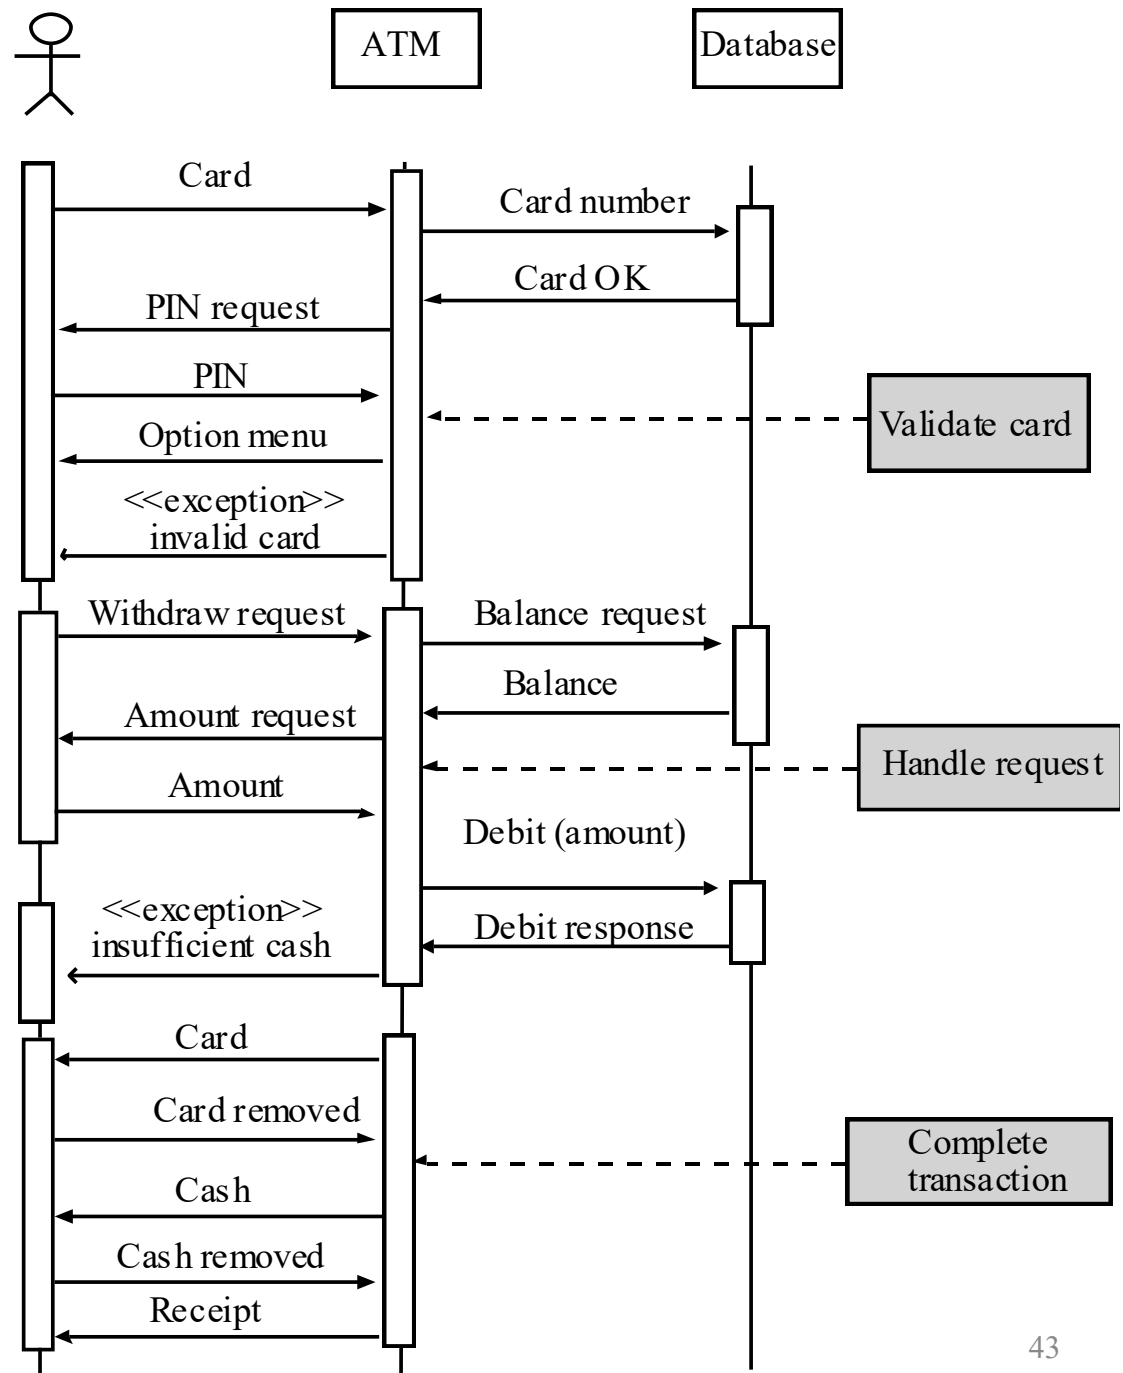 ATM
Database
Card
Card number
Card OK
PIN request
PIN
Validate card
Option menu
<<exception>>
invalid card
Withdraw request
Balance request
Balance
Amount request
Handle request
Amount
Debit (amount)
<<exception>>
Debit response
insufficient cash
Card
Card removed
Complete
transaction
Cash
Cash removed
Receipt
43